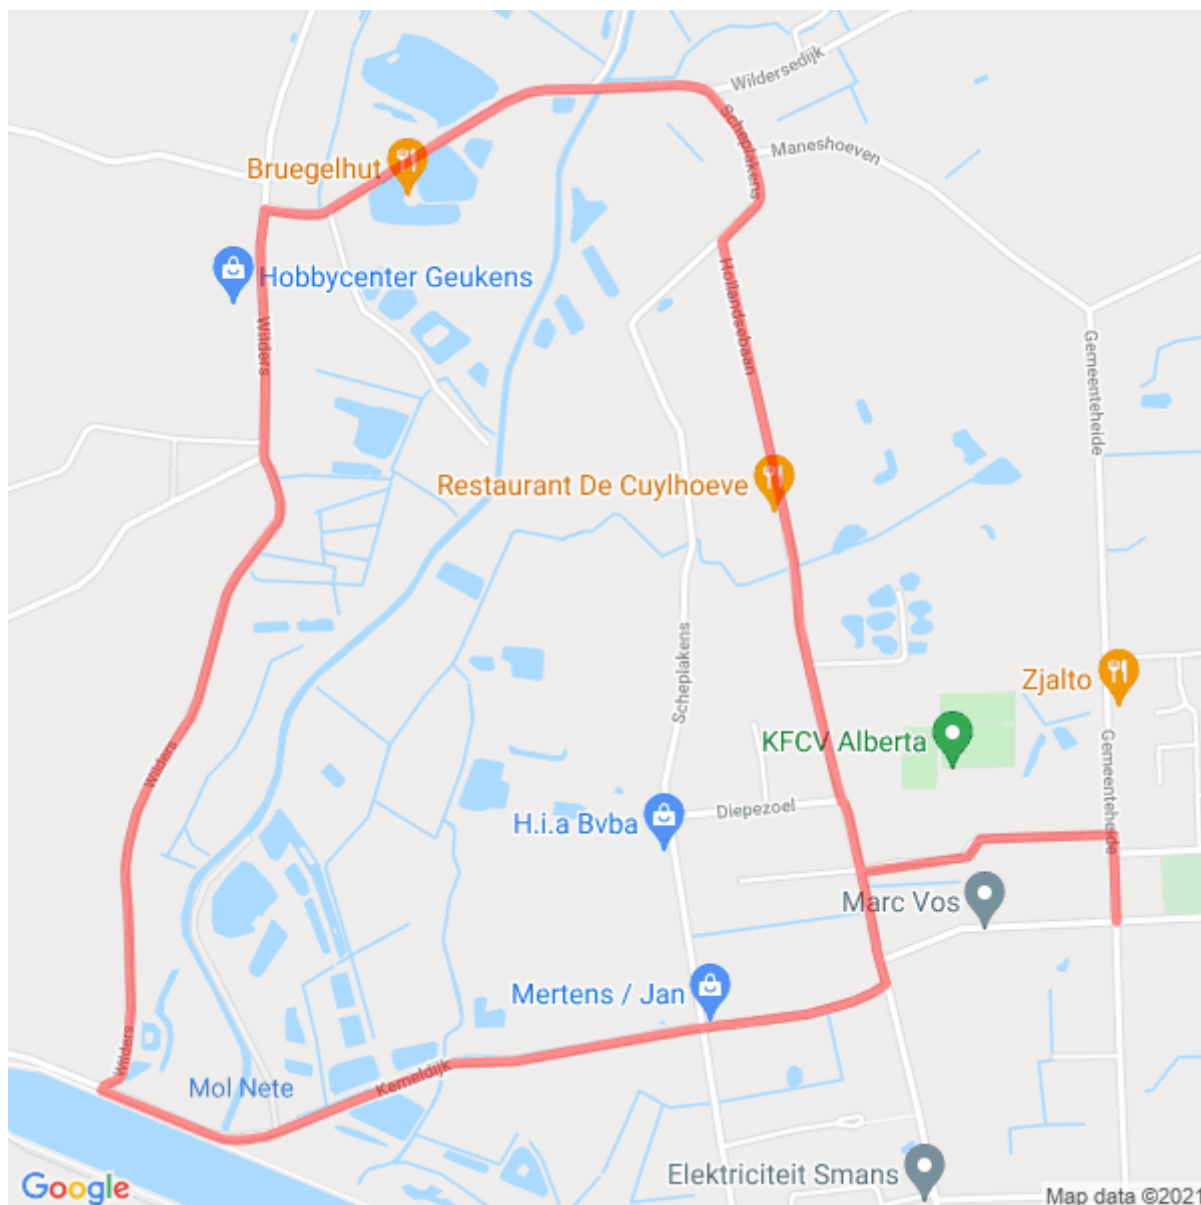 Wildersedijk
Scheplakens
Maneshoeven
Bruegelhut
Hobbycenter Geukens
Hollandsebaan
Wilders
Gemeenteheide
Restaurant De Cuylhoeve
Scheplakens
Zjalto
KFCV Alberta
Wilders
Gemeenteheide
Diepezoel
H.i.a Bvba
Marc Vos
Mertens / Jan
Wilders
Kemeldijk
Mol Nete
Elektriciteit Smans
Google
Map data ©2021